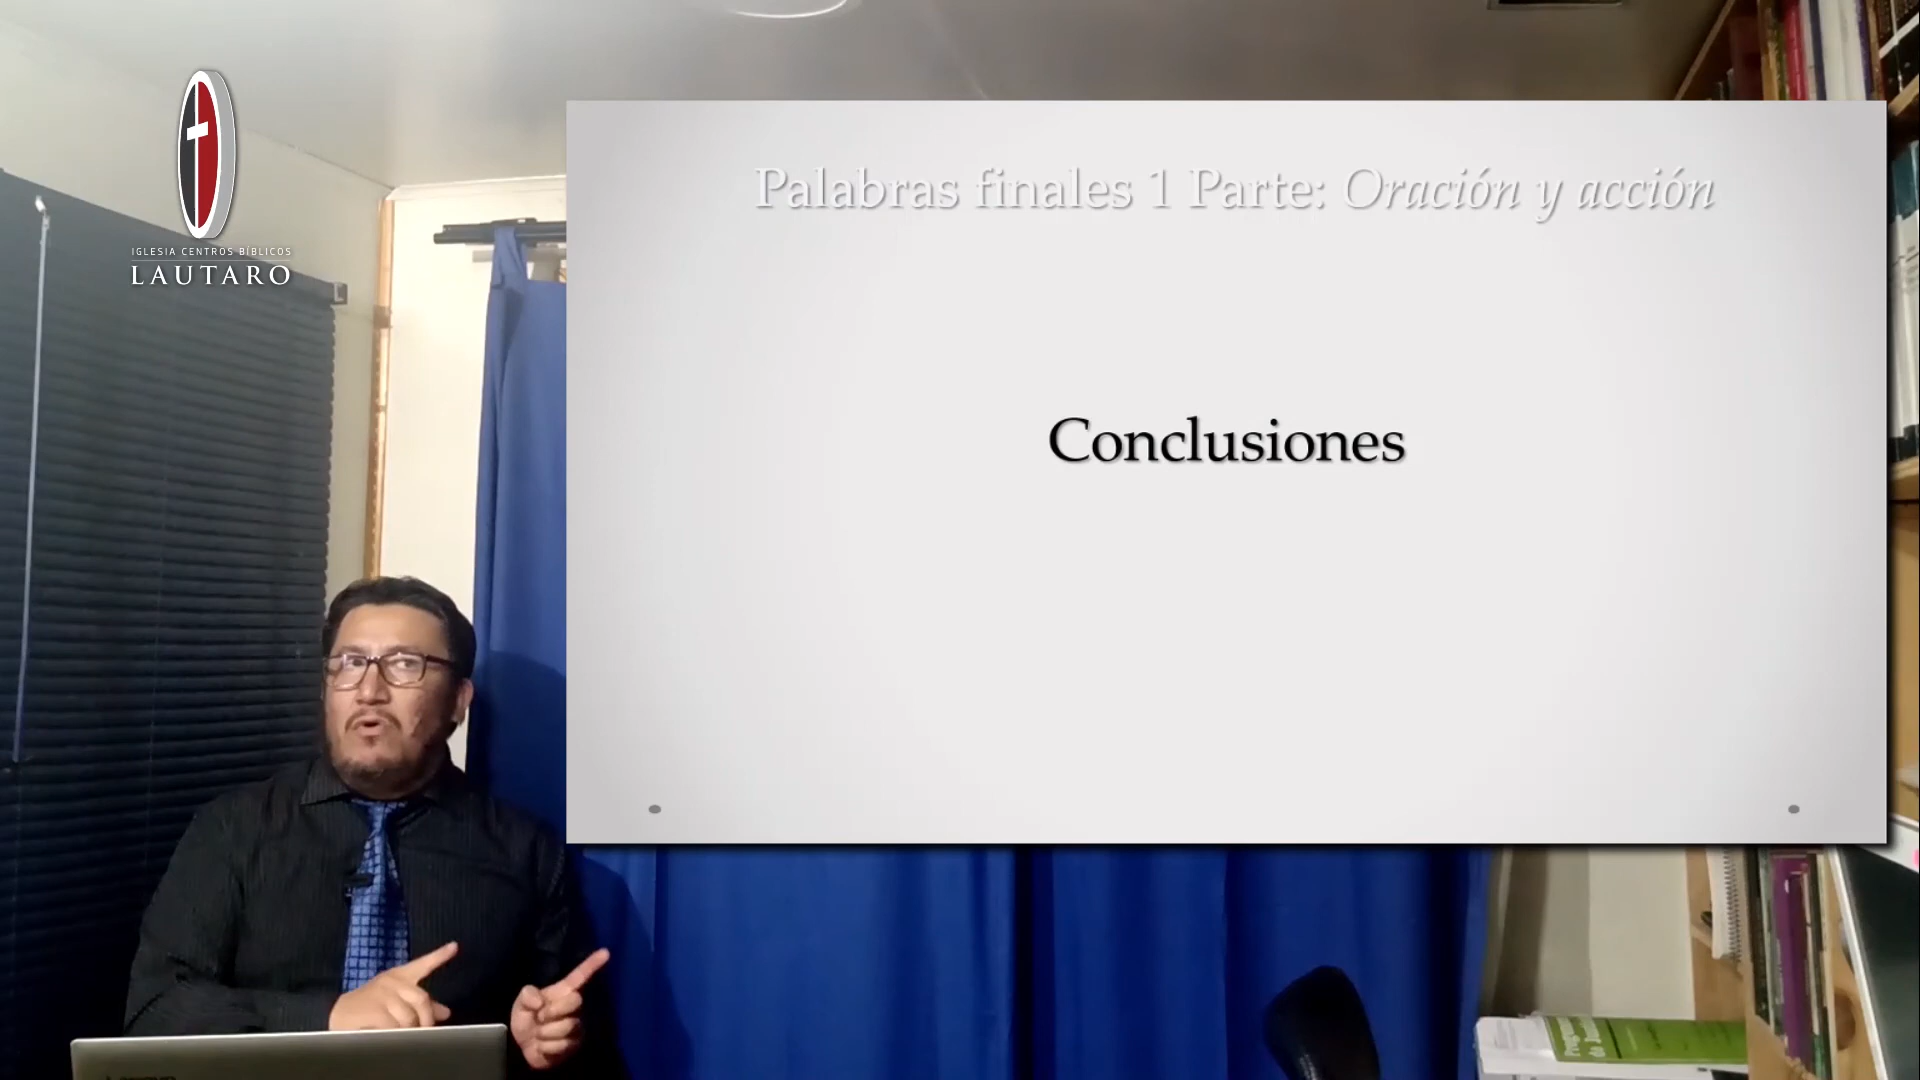 IGLESIA CENTROS BÍBLICOS
LAUTARO
Palabras finales 1 Parte: Oración y acción
Conclusiones